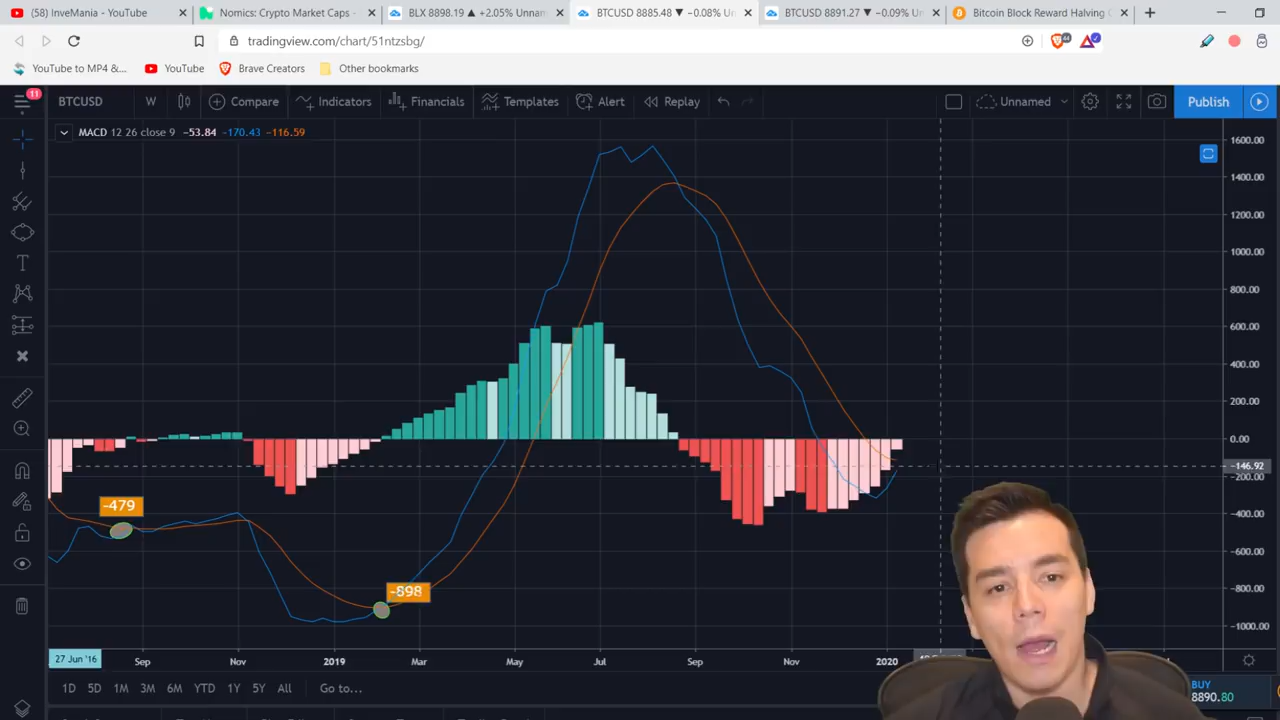 (58) InveMania - YouTube
Nomics: Crypto Market Caps -
BLX 8898.19 ▲ +2.05% Unnam
BTCUSD 8885.48 ▼ -0.08% Unn
BTCUSD 8891.27 ▼ -0.09% Un
Bitcoin Block Reward Halving C
tradingview.com/chart/51ntzsbg/
44
YouTube to MP4 &...
YouTube
Brave Creators
Other bookmarks
11
BTCUSD
W
Compare
Indicators
Financials
Templates
Alert
Replay
Unnamed
Publish
MACD 12 26 close 9 -53.84 -170.43 -116.59
1600.00
1400.00
1200.00
1000.00
800.00
600.00
400.00
200.00
0.00
-146.92
-200.00
-400.00
-600.00
-800.00
-1000.00
-479
-898
27 Jun '16
Sep
Nov
2019
Mar
May
Jul
Sep
Nov
2020
1D
5D
1M
3M
6M
YTD
1Y
5Y
All
Go to...
BUY
8890.80